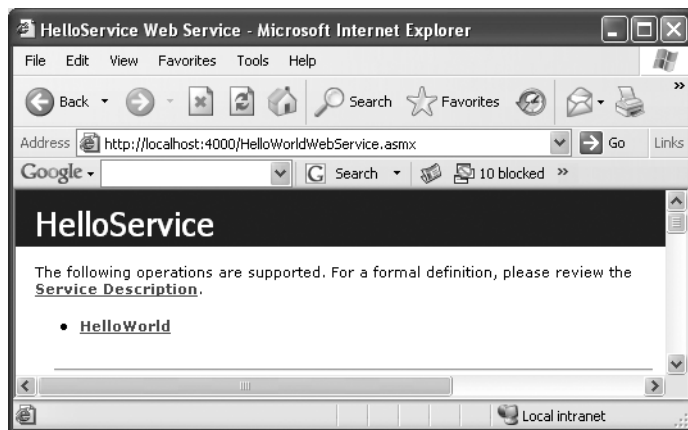 HelloService Web Service - Microsoft Internet Explorer
File Edit View Favorites Tools Help
Back Search Favorites »
Address http://localhost:4000/HelloWorldWebService.asmx Go Links
Google G Search 10 blocked »
HelloService
The following operations are supported. For a formal definition, please review the
Service Description.
• HelloWorld
Local intranet